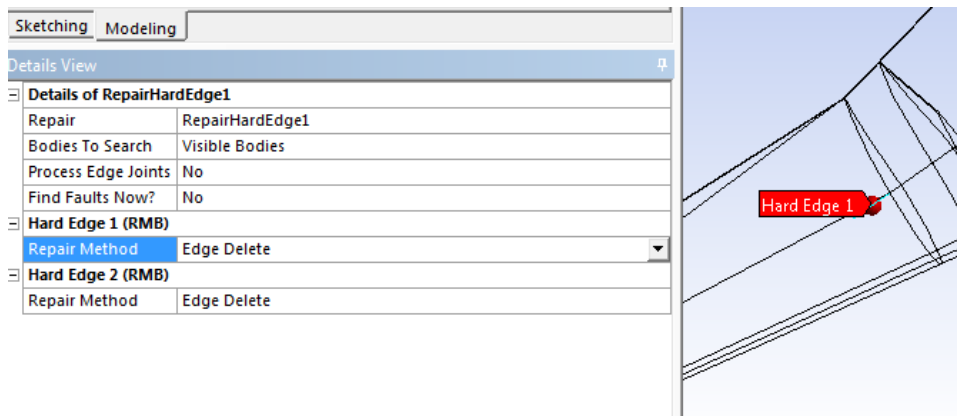 Sketching Modeling
Details View
Details of RepairHardEdge1
Repair RepairHardEdge1
Bodies To Search Visible Bodies
Process Edge Joints No
Find Faults Now? No
Hard Edge 1 (RMB)
Repair Method Edge Delete
Hard Edge 2 (RMB)
Repair Method Edge Delete
Hard Edge 1